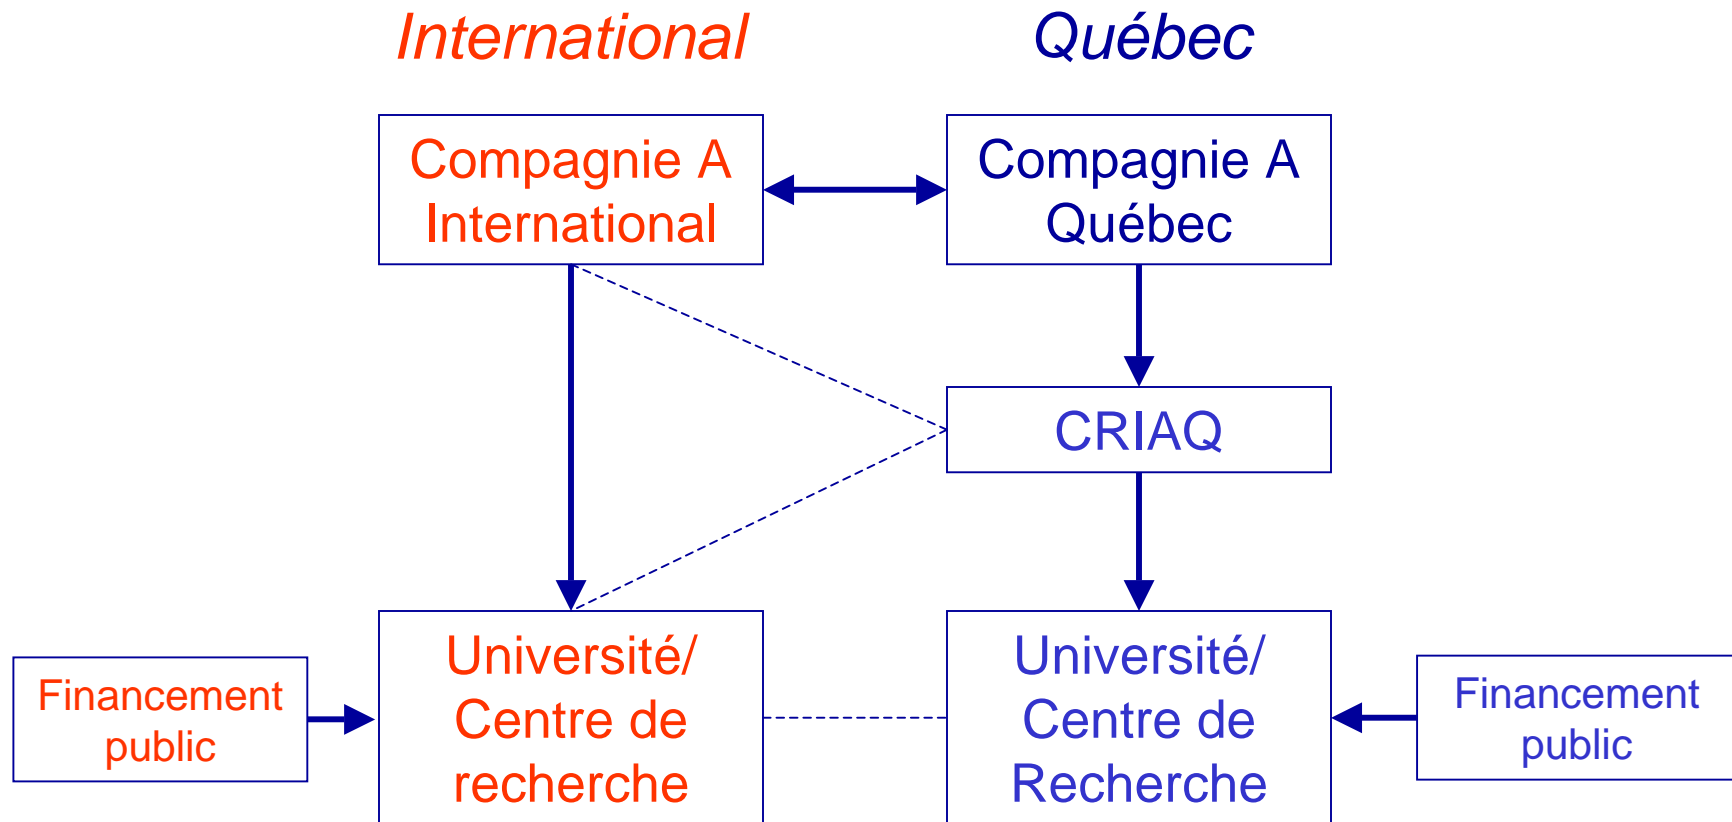 International
Québec
Compagnie A
International
Compagnie A
Québec
CRIAQ
Financement
public
Université/
Centre de
recherche
Université/
Centre de
Recherche
Financement
public